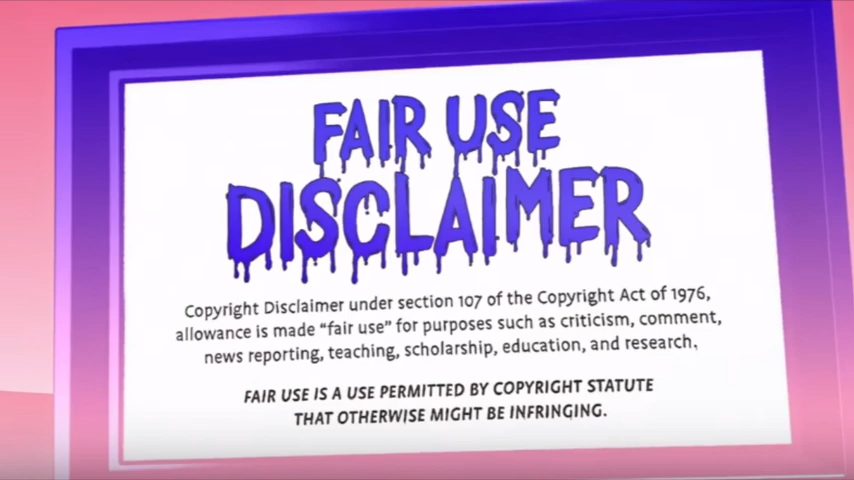 FAIR USE
DISCLAIMER
Copyright Disclaimer under section 107 of the Copyright Act of 1976,
allowance is made “fair use” for purposes such as criticism, comment,
news reporting, teaching, scholarship, education, and research.
FAIR USE IS A USE PERMITTED BY COPYRIGHT STATUTE
THAT OTHERWISE MIGHT BE INFRINGING.